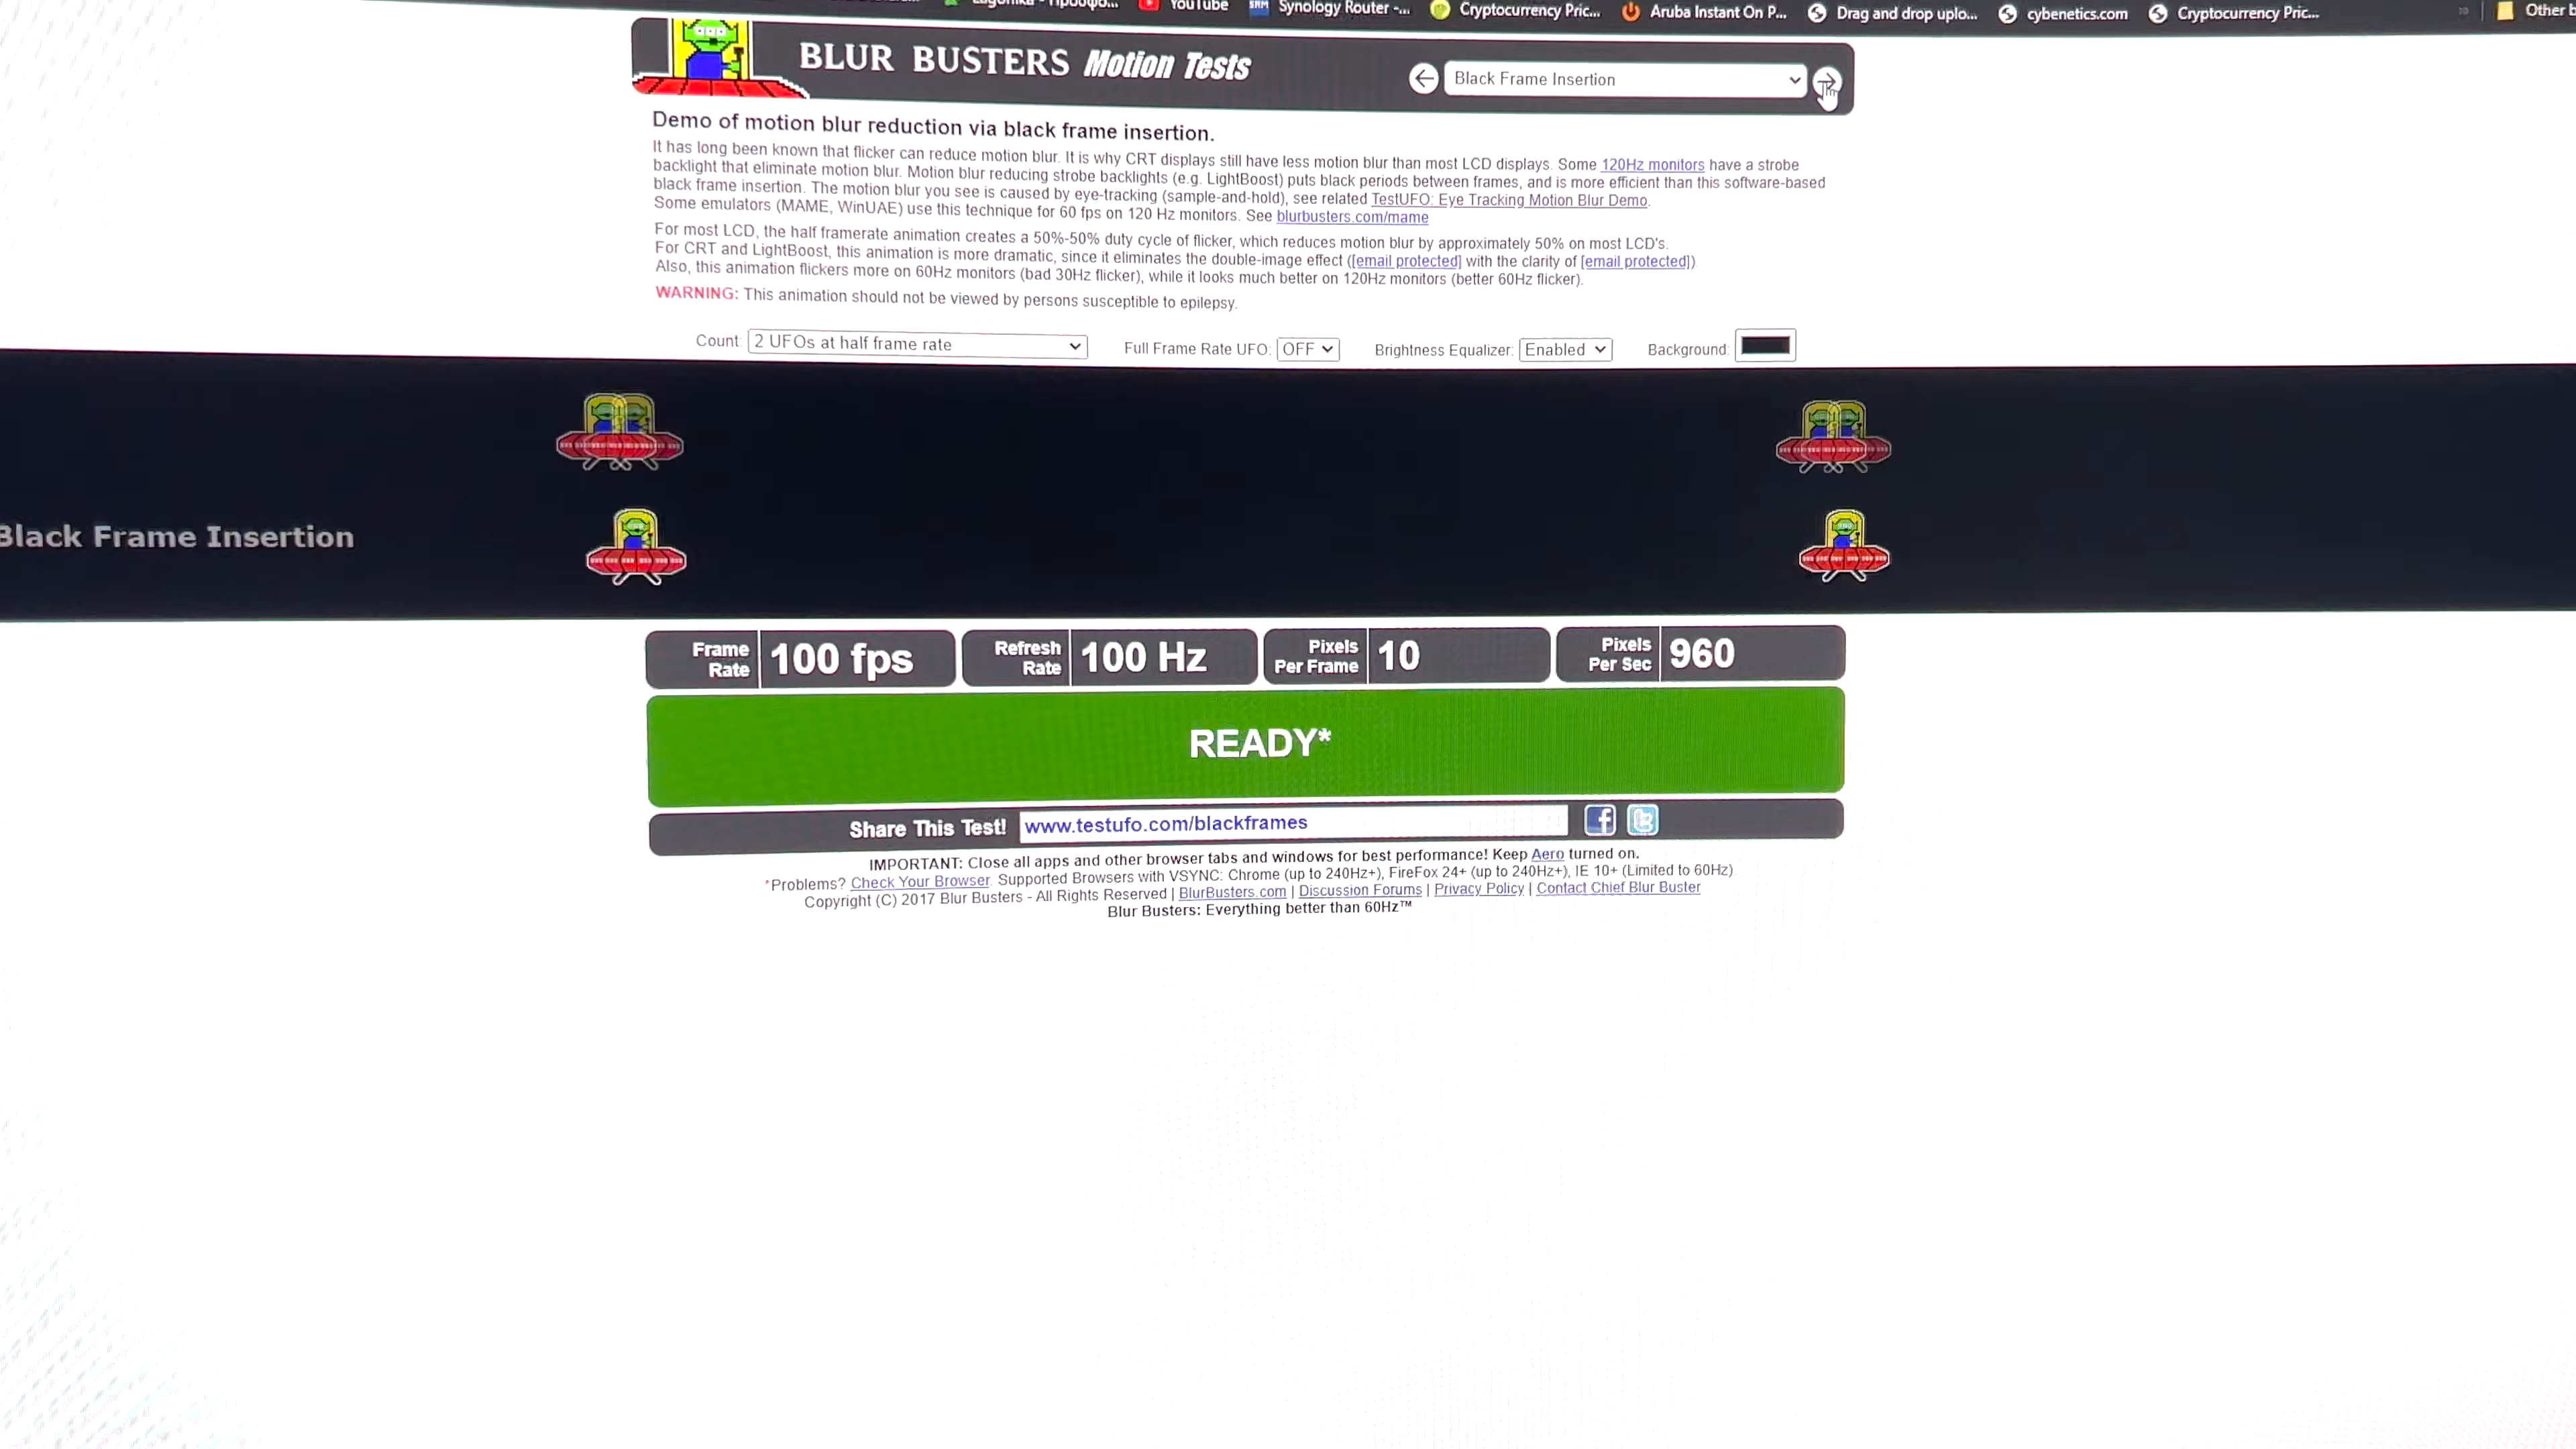 YouTube
Synology Router -...
Cryptocurrency Pric...
Aruba Instant On P...
Drag and drop uplo...
cybenetics.com
Cryptocurrency Pric...
Other b
BLUR BUSTERS Motion Tests
Black Frame Insertion
Demo of motion blur reduction via black frame insertion.
It has long been known that flicker can reduce motion blur. It is why CRT displays still have less motion blur than most LCD displays. Some 120Hz monitors have a strobe
backlight that eliminate motion blur. Motion blur reducing strobe backlights (e.g. LightBoost) puts black periods between frames, and is more efficient than this software-based
black frame insertion. The motion blur you see is caused by eye-tracking (sample-and-hold), see related TestUFO: Eye Tracking Motion Blur Demo.
Some emulators (MAME, WinUAE) use this technique for 60 fps on 120 Hz monitors. See blurbusters.com/mame
For most LCD, the half framerate animation creates a 50%-50% duty cycle of flicker, which reduces motion blur by approximately 50% on most LCD's.
For CRT and LightBoost, this animation is more dramatic, since it eliminates the double-image effect ([email protected] with the clarity of [email protected])
Also, this animation flickers more on 60Hz monitors (bad 30Hz flicker), while it looks much better on 120Hz monitors (better 60Hz flicker).
WARNING: This animation should not be viewed by persons susceptible to epilepsy.
Count 2 UFOs at half frame rate Full Frame Rate UFO: OFF Brightness Equalizer: Enabled Background:
Black Frame Insertion
Frame Rate 100 fps
Refresh Rate 100 Hz
Pixels Per Frame 10
Pixels Per Sec 960
READY*
Share This Test! www.testufo.com/blackframes
IMPORTANT: Close all apps and other browser tabs and windows for best performance! Keep Aero turned on.
*Problems? Check Your Browser. Supported Browsers with VSYNC: Chrome (up to 240Hz+), FireFox 24+ (up to 240Hz+), IE 10+ (Limited to 60Hz)
Copyright (C) 2017 Blur Busters - All Rights Reserved | BlurBusters.com | Discussion Forums | Privacy Policy | Contact Chief Blur Buster
Blur Busters: Everything better than 60Hz™